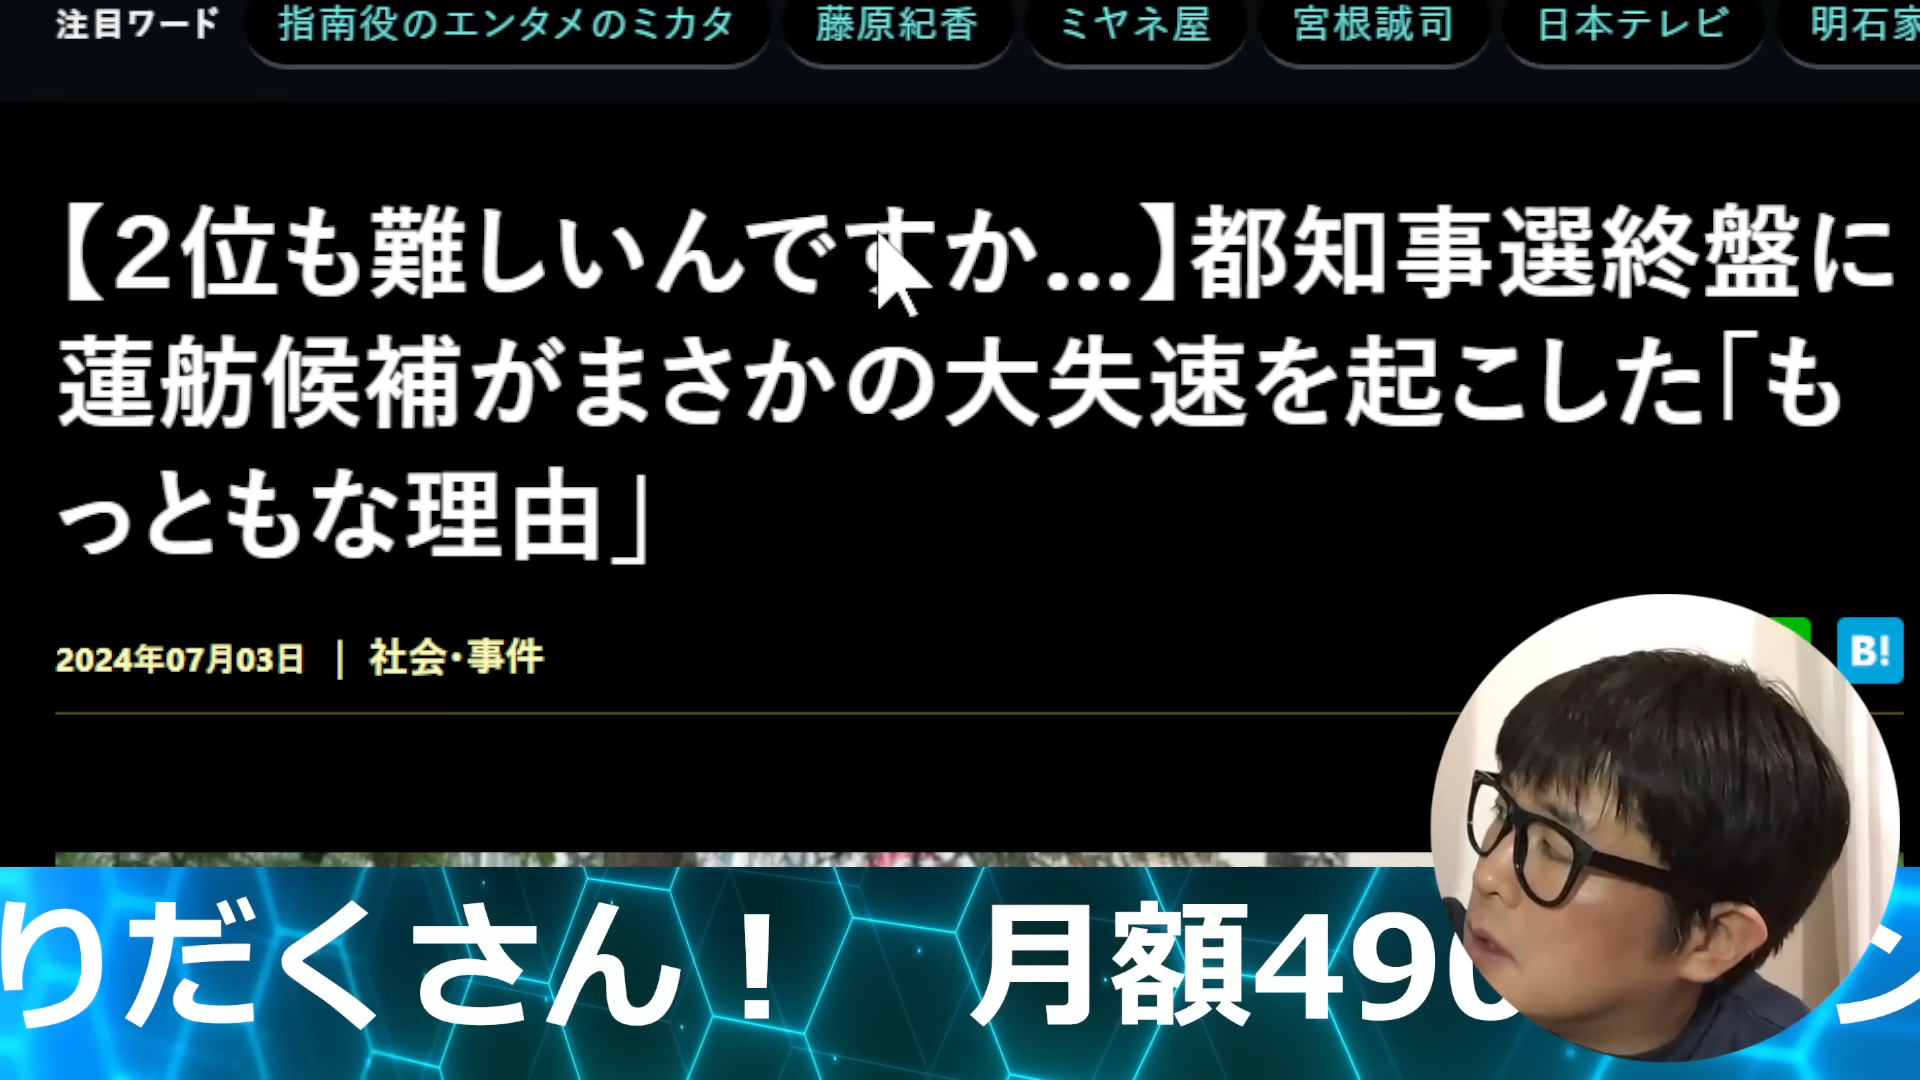 注目ワード 指南役のエンタメのミカタ 藤原紀香 ミヤネ屋 宮根誠司 日本テレビ 明石家
【2位も難しいんですか…】都知事選終盤に
蓮舫候補がまさかの大失速を起こした「も
っともな理由」
2024年07月03日 | 社会・事件
B!
りだくさん! 月額490